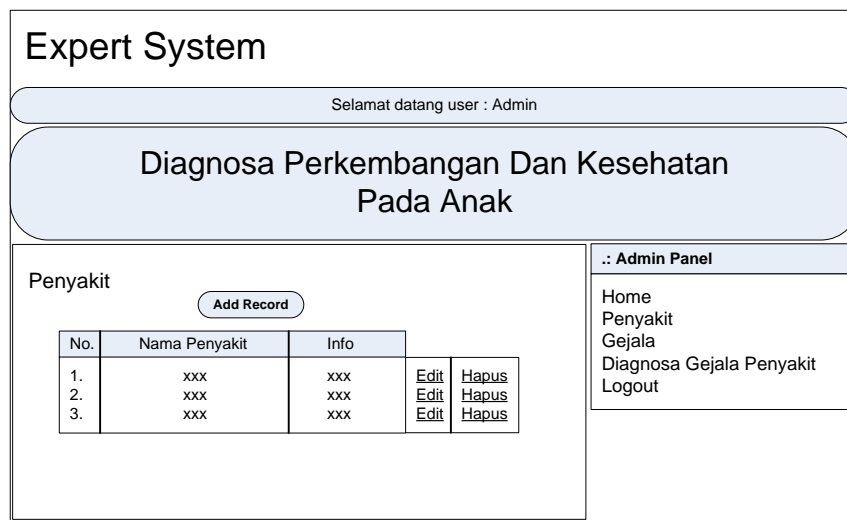 Expert System
Selamat datang user : Admin
Diagnosa Perkembangan Dan Kesehatan
Pada Anak
Penyakit
Add Record
No. Nama Penyakit Info
1. xxx xxx Edit Hapus
2. xxx xxx Edit Hapus
3. xxx xxx Edit Hapus
.: Admin Panel
Home
Penyakit
Gejala
Diagnosa Gejala Penyakit
Logout